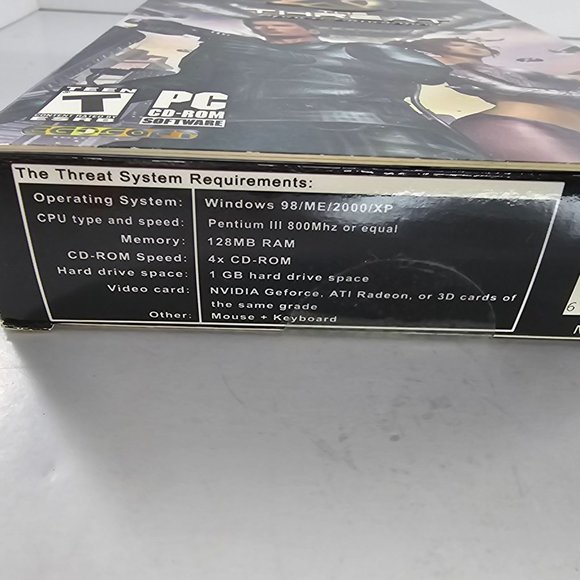 TEEN
T
PC
CD-ROM
SOFTWARE
The Threat System Requirements:
Operating System: Windows 98/ME/2000/XP
CPU type and speed: Pentium III 800Mhz or equal
Memory: 128MB RAM
CD-ROM Speed: 4x CD-ROM
Hard drive space: 1 GB hard drive space
Video card: NVIDIA Geforce, ATI Radeon, or 3D cards of
the same grade
Other: Mouse + Keyboard
6